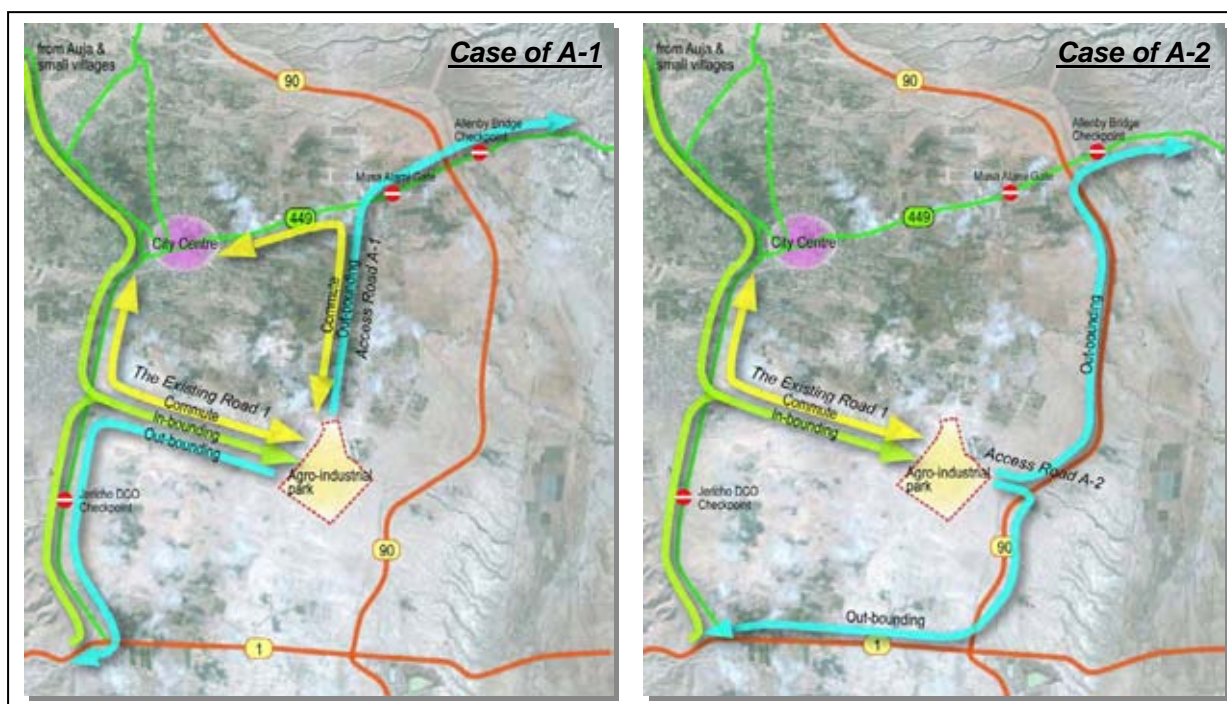 Case of A-1
from Auja &
small villages
90
Allenby Bridge
Checkpoint
Musa Alami Gate
449
City Centre
Commute
Out-bounding
Access Road A-1
The Existing Road 1
Commute
In-bounding
Out-bounding
Agro-industrial
park
Jericho DCO
Checkpoint
90
1
Case of A-2
from Auja &
small villages
90
Allenby Bridge
Checkpoint
Musa Alami Gate
449
City Centre
Out-bounding
The Existing Road 1
Commute
In-bounding
Access Road A-2
Agro-industrial
park
Jericho DCO
Checkpoint
90
Out-bounding
1